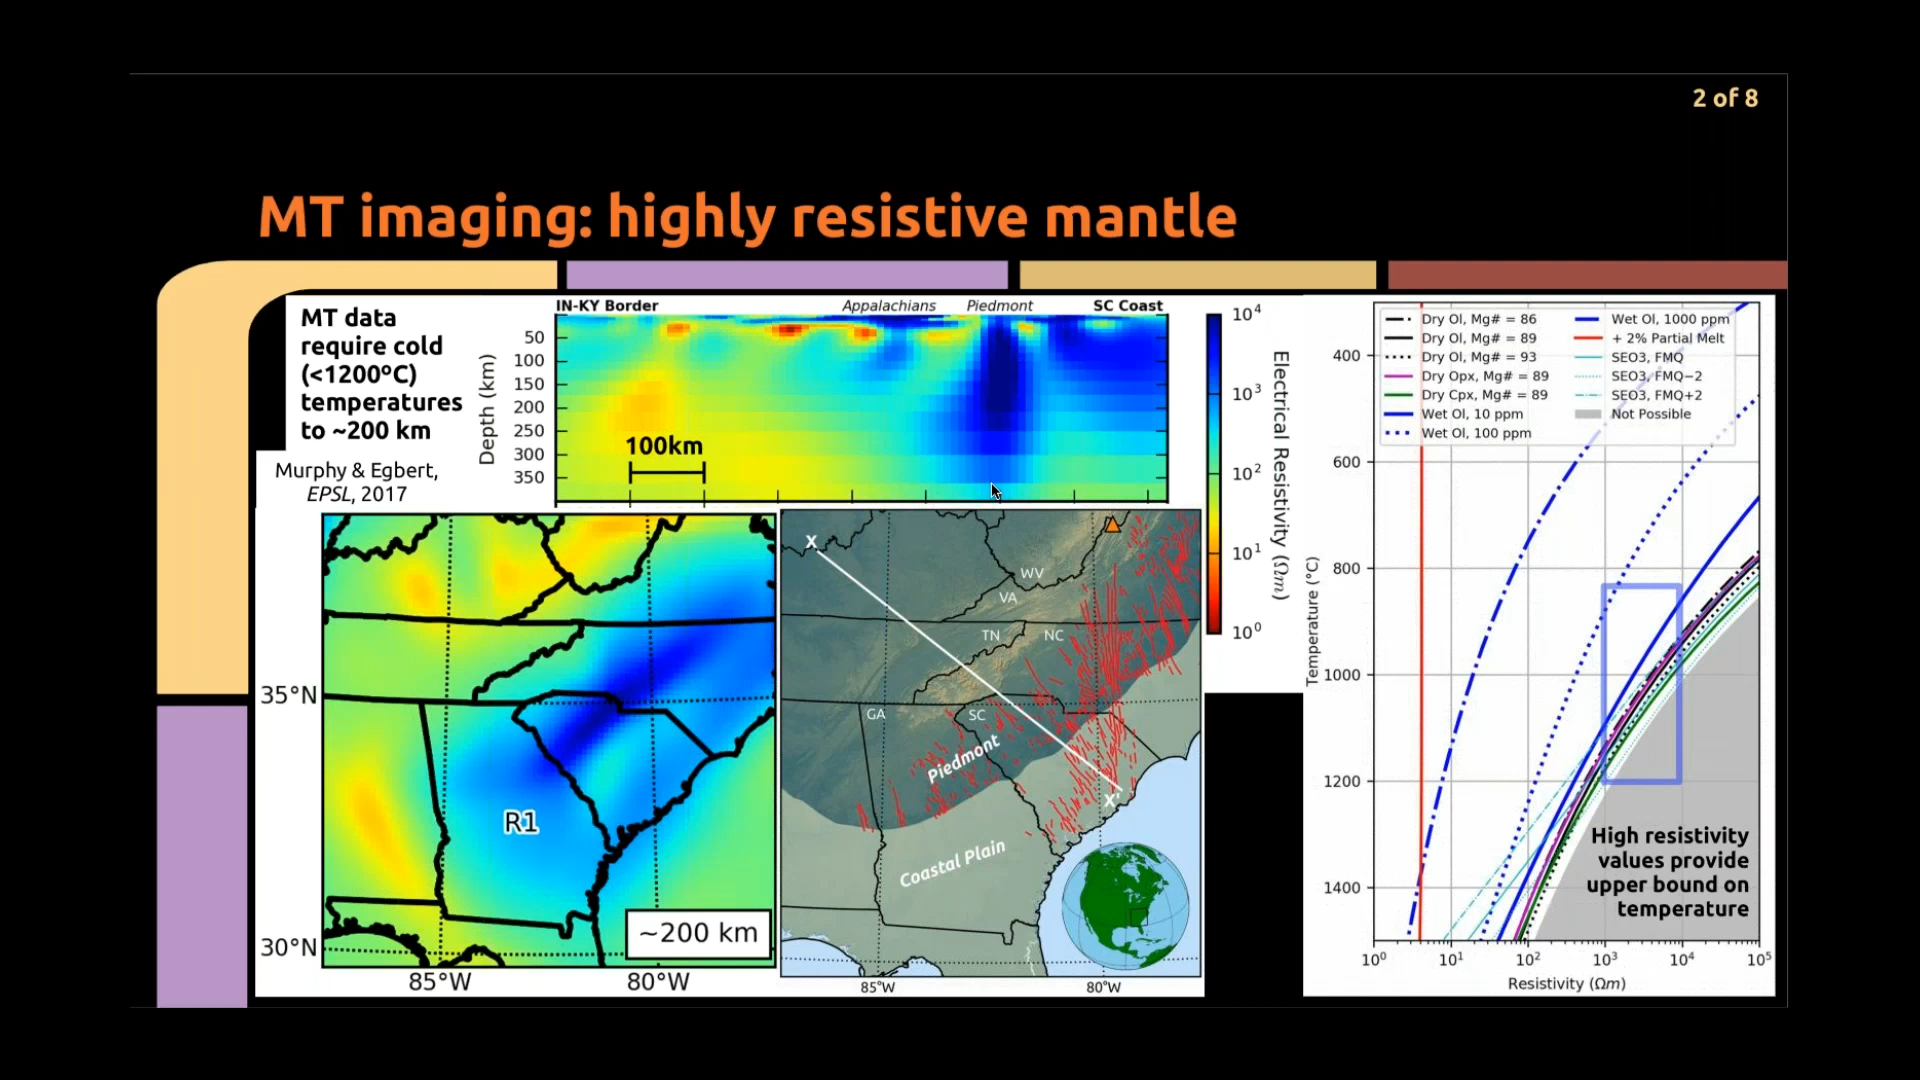 2 of 8
MT imaging: highly resistive mantle
MT data
require cold
(<1200ºC)
temperatures
to ~200 km
Murphy & Egbert,
EPSL, 2017
IN-KY Border
Appalachians
Piedmont
SC Coast
Depth (km)
50
100
150
200
250
300
350
100km
10⁴
10³
10²
10¹
10⁰
Electrical Resistivity (Ωm)
R1
~200 km
35°N
30°N
85°W
80°W
X
WV
VA
TN
NC
GA
SC
Piedmont
X'
Coastal Plain
85°W
80°W
Dry Ol, Mg# = 86
Dry Ol, Mg# = 89
Dry Ol, Mg# = 93
Dry Opx, Mg# = 89
Dry Cpx, Mg# = 89
Wet Ol, 10 ppm
Wet Ol, 100 ppm
Wet Ol, 1000 ppm
+ 2% Partial Melt
SEO3, FMQ
SEO3, FMQ−2
SEO3, FMQ+2
Not Possible
Temperature (°C)
400
600
800
1000
1200
1400
High resistivity
values provide
upper bound on
temperature
10⁰
10¹
10²
10³
10⁴
10⁵
Resistivity (Ωm)